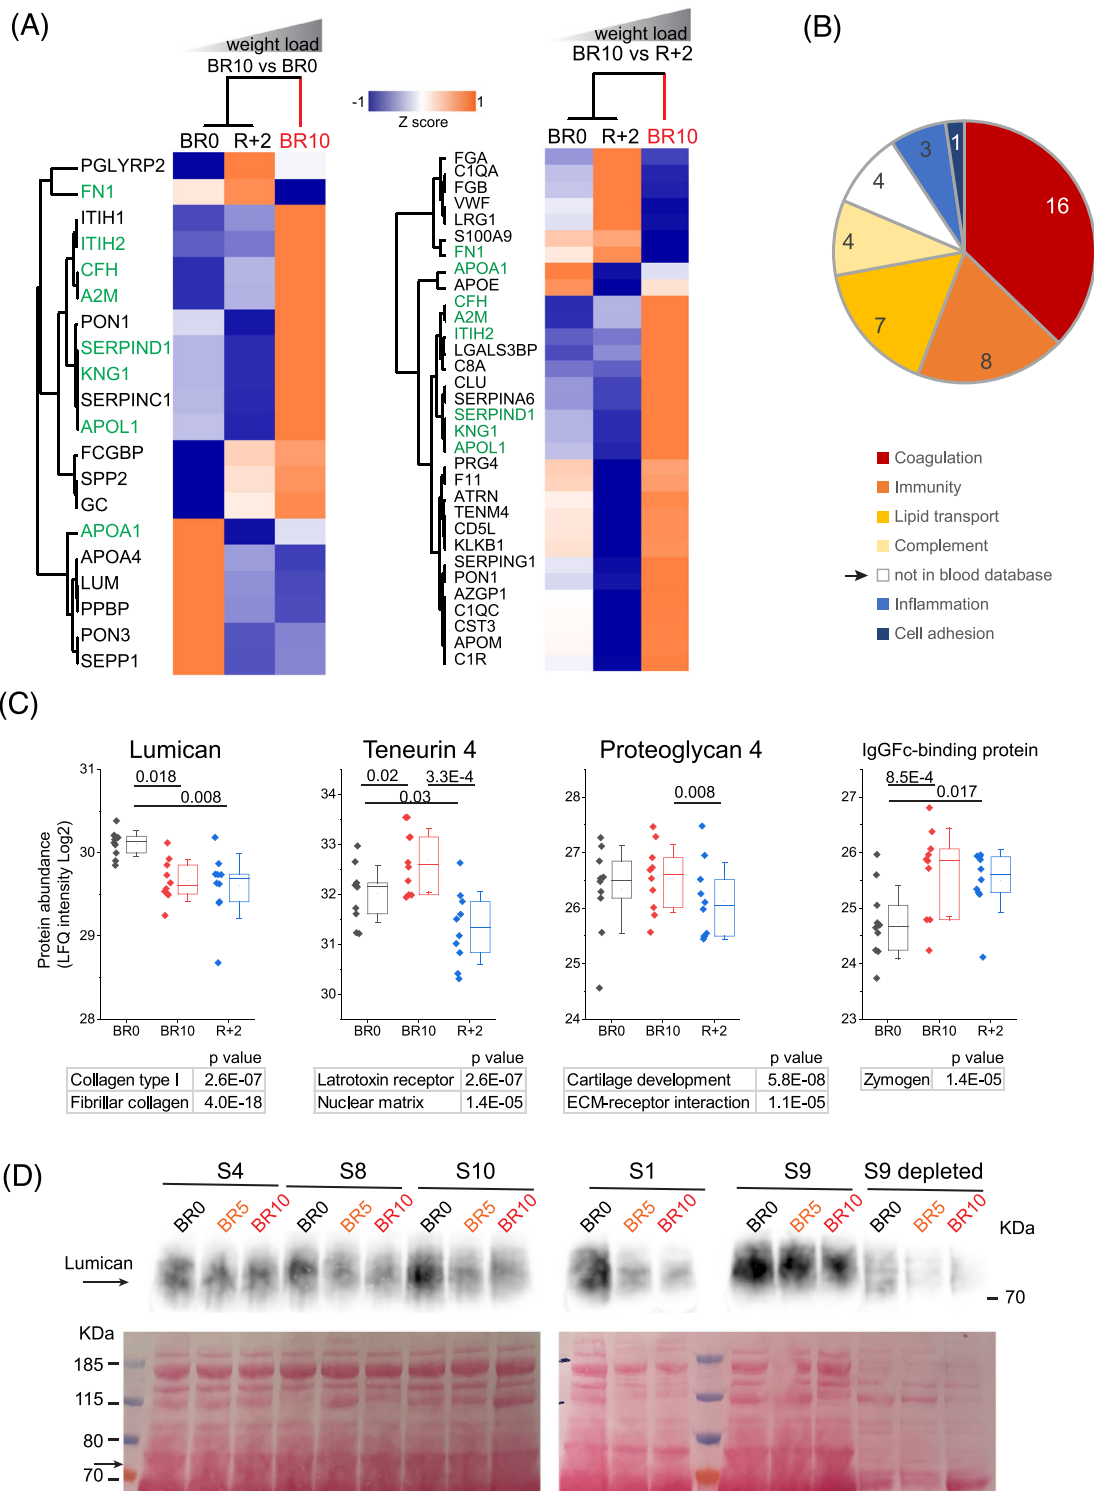 (A)
weight load
BR10 vs BR0
BR0 R+2 BR10
PGLYRP2
FN1
ITIH1
ITIH2
CFH
A2M
PON1
SERPIND1
KNG1
SERPINC1
APOL1
FCGBP
SPP2
GC
APOA1
APOA4
LUM
PPBP
PON3
SEPP1
-1 1
Z score
weight load
BR10 vs R+2
BR0 R+2 BR10
FGA
C1QA
FGB
VWF
LRG1
S100A9
FN1
APOA1
APOE
CFH
A2M
ITIH2
LGALS3BP
C8A
CLU
SERPINA6
SERPIND1
KNG1
APOL1
PRG4
F11
ATRN
TENM4
CD5L
KLKB1
SERPING1
PON1
AZGP1
C1QC
CST3
APOM
C1R
(B)
16
8
7
4
4
3
1
Coagulation
Immunity
Lipid transport
Complement
not in blood database
Inflammation
Cell adhesion
(C)
Protein abundance
(LFQ intensity Log2)
Lumican
31
30
29
28
0.018
0.008
BR0 BR10 R+2
p value
Collagen type I 2.6E-07
Fibrillar collagen 4.0E-18
Teneurin 4
34
33
32
31
30
0.02 3.3E-4
0.03
BR0 BR10 R+2
p value
Latrotoxin receptor 2.6E-07
Nuclear matrix 1.4E-05
Proteoglycan 4
28
27
26
25
24
0.008
BR0 BR10 R+2
p value
Cartilage development 5.8E-08
ECM-receptor interaction 1.1E-05
IgGFc-binding protein
27
26
25
24
23
8.5E-4
0.017
BR0 BR10 R+2
p value
Zymogen 1.4E-05
(D)
S4 S8 S10 S1 S9 S9 depleted
BR0 BR5 BR10 BR0 BR5 BR10 BR0 BR5 BR10 BR0 BR5 BR10 BR0 BR5 BR10 BR0 BR5 BR10
KDa
Lumican
70
KDa
185
115
80
70